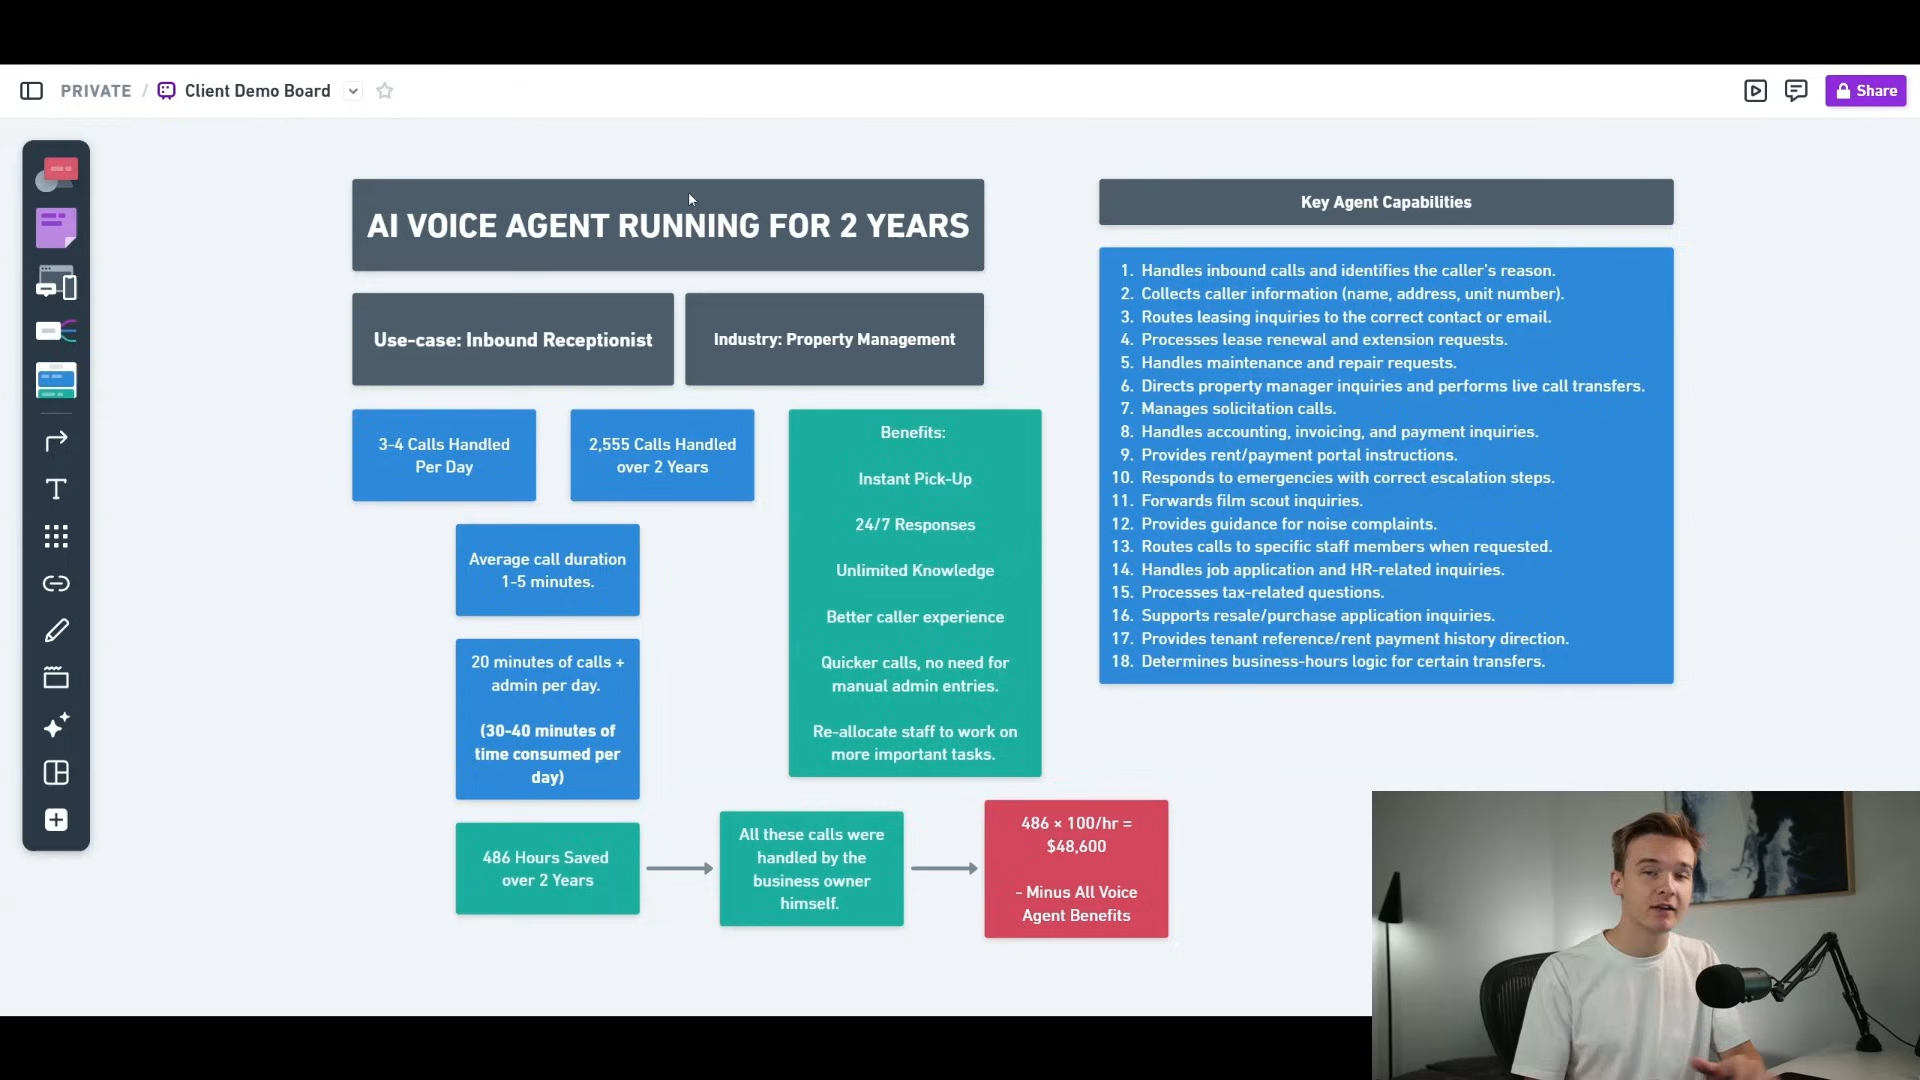 PRIVATE / Client Demo Board
Share
AI VOICE AGENT RUNNING FOR 2 YEARS
Use-case: Inbound Receptionist
Industry: Property Management
3-4 Calls Handled
Per Day
2,555 Calls Handled
over 2 Years
Average call duration
1-5 minutes.
20 minutes of calls +
admin per day.
(30-40 minutes of
time consumed per
day)
Benefits:
Instant Pick-Up
24/7 Responses
Unlimited Knowledge
Better caller experience
Quicker calls, no need for
manual admin entries.
Re-allocate staff to work on
more important tasks.
486 Hours Saved
over 2 Years
All these calls were
handled by the
business owner
himself.
486 × 100/hr =
$48,600
- Minus All Voice
Agent Benefits
Key Agent Capabilities
1. Handles inbound calls and identifies the caller's reason.
2. Collects caller information (name, address, unit number).
3. Routes leasing inquiries to the correct contact or email.
4. Processes lease renewal and extension requests.
5. Handles maintenance and repair requests.
6. Directs property manager inquiries and performs live call transfers.
7. Manages solicitation calls.
8. Handles accounting, invoicing, and payment inquiries.
9. Provides rent/payment portal instructions.
10. Responds to emergencies with correct escalation steps.
11. Forwards film scout inquiries.
12. Provides guidance for noise complaints.
13. Routes calls to specific staff members when requested.
14. Handles job application and HR-related inquiries.
15. Processes tax-related questions.
16. Supports resale/purchase application inquiries.
17. Provides tenant reference/rent payment history direction.
18. Determines business-hours logic for certain transfers.